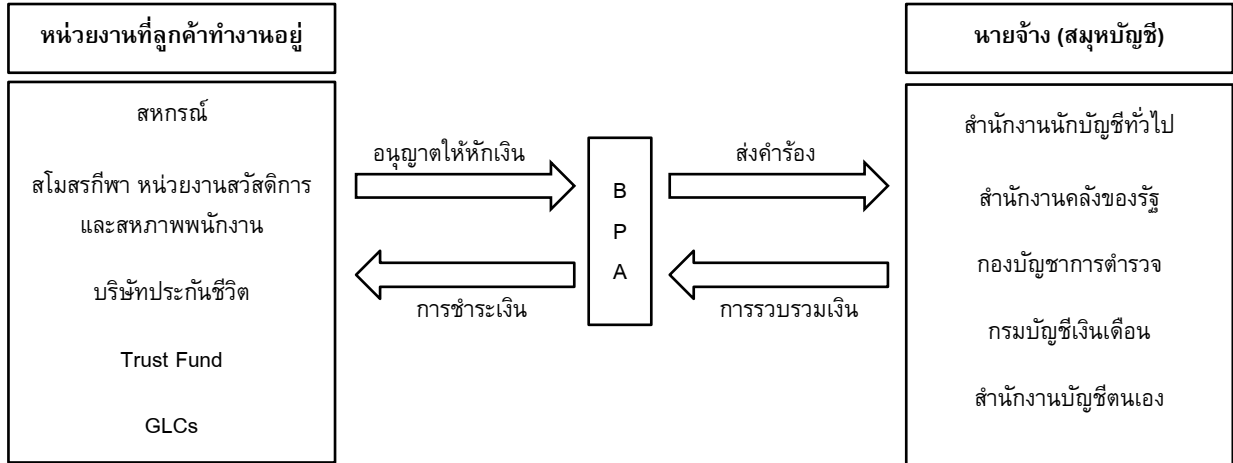 หน่วยงานที่ลูกค้าทำงานอยู่
สหกรณ์
สโมสรกีฬา หน่วยงานสวัสดิการ
และสหภาพพนักงาน
บริษัทประกันชีวิต
Trust Fund
GLCs
อนุญาตให้หักเงิน
การชำระเงิน
B
P
A
ส่งคำร้อง
การรวบรวมเงิน
นายจ้าง (สมุหบัญชี)
สำนักงานนักบัญชีทั่วไป
สำนักงานคลังของรัฐ
กองบัญชาการตำรวจ
กรมบัญชีเงินเดือน
สำนักงานบัญชีตนเอง